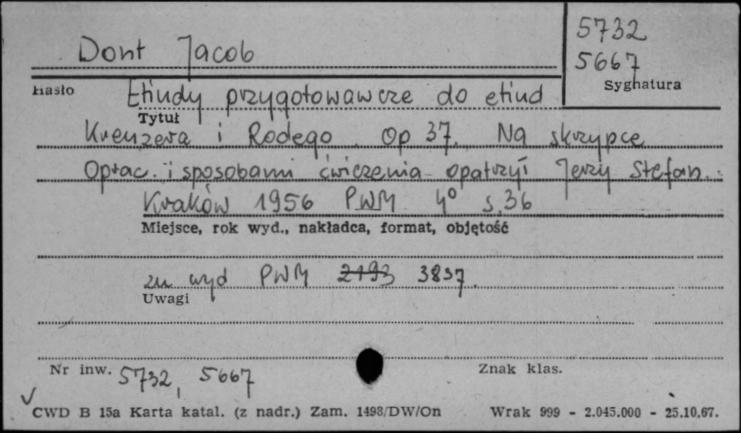 5732
Dont Jacob
5667
Hasło
Sygnatura
Etiudy przygotowawcze do etiud
Tytuł
Kreuzera i Rodego. Op 37. Na skrzypce
Oprac. i sposobami ćwiczenia opatrzył Jerzy Stefan.
Kraków 1956 PWM 4° s. 36
Miejsce, rok wyd., nakładca, format, objętość
zn wyd PWM 2193 3837.
Uwagi
Nr inw. 5732, 5667
Znak klas.
CWD B 15a Karta katal. (z nadr.) Zam. 1498/DW/On Wrak 999 - 2.045.000 - 25.10.67.